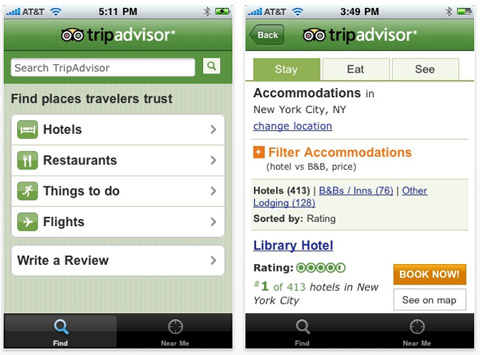 AT&T 5:11 PM
tripadvisor
Search TripAdvisor
Find places travelers trust
Hotels
Restaurants
Things to do
Flights
Write a Review
Find Near Me
AT&T 3:49 PM
Back tripadvisor
Stay Eat See
Accommodations in
New York City, NY
change location
Filter Accommodations
(hotel vs B&B, price)
Hotels (413) | B&Bs / Inns (76) | Other
Lodging (128)
Sorted by: Rating
Library Hotel
Rating:
BOOK NOW!
#1 of 413 hotels in New
York City
See on map
Find Near Me